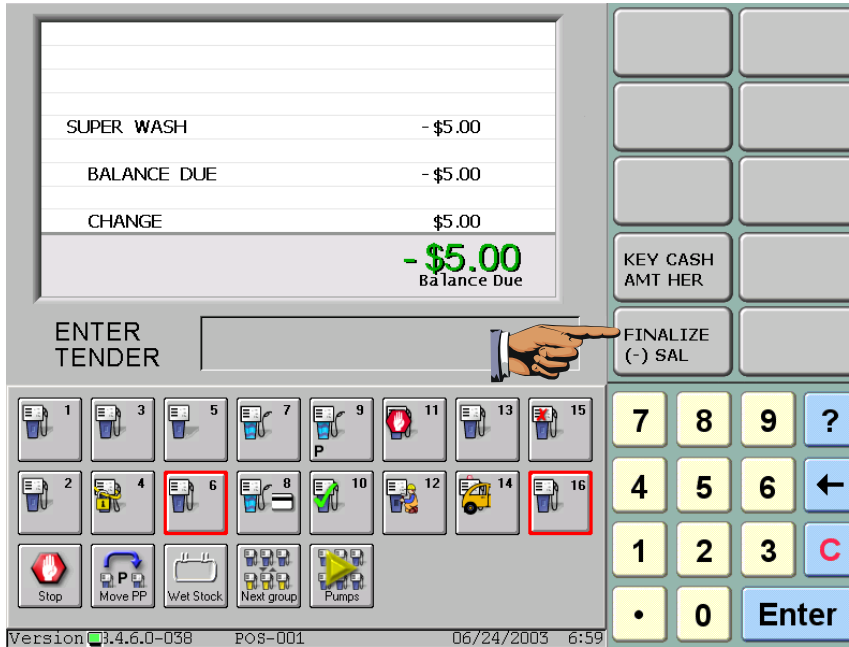 SUPER WASH -$5.00
BALANCE DUE -$5.00
CHANGE $5.00
-$5.00
Balance Due
KEY CASH
AMT HER
ENTER
TENDER
FINALIZE
(-) SAL
1 3 5 7 9 11 13 15
P
2 4 6 8 10 12 14 16
P
Stop Move PP Wet Stock Next group Pumps
7 8 9 ?
4 5 6
1 2 3 C
• 0 Enter
Version 3.4.6.0-038 POS-001 06/24/2003 6:59